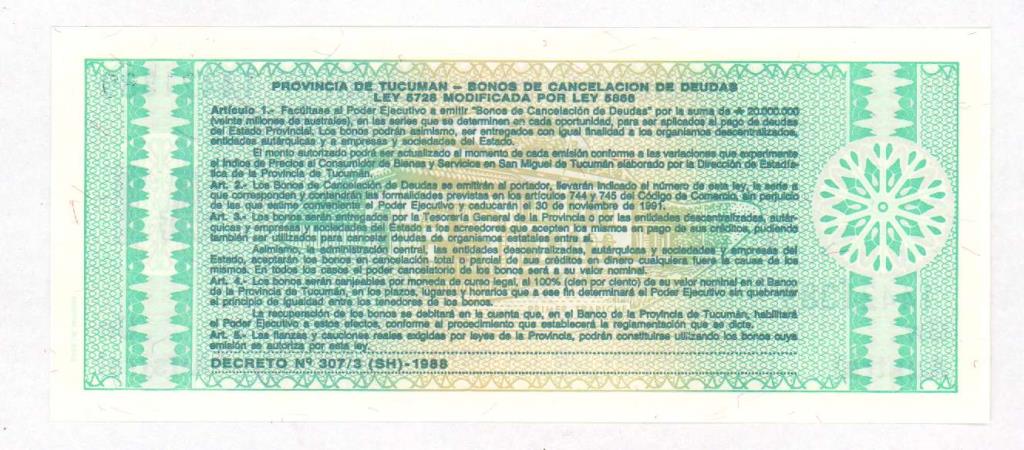 PROVINCIA DE TUCUMAN – BONOS DE CANCELACION DE DEUDAS
LEY 5728 MODIFICADA POR LEY 5866
Artículo 1.- Facúltase al Poder Ejecutivo a emitir "Bonos de Cancelación de Deudas" por la suma de ₳ 20.000.000
(veinte millones de australes), en las series que se determinen en cada oportunidad, para ser aplicados al pago de deudas
del Estado Provincial. Los bonos podrán asimismo, ser entregados con igual finalidad a los organismos descentralizados,
entidades autárquicas y a empresas y sociedades del Estado.
El monto autorizado podrá ser actualizado al momento de cada emisión conforme a las variaciones que experimente
el Indice de Precios al Consumidor de Bienes y Servicios en San Miguel de Tucumán elaborado por la Dirección de Estadís-
tica de la Provincia de Tucumán.
Art. 2.- Los Bonos de Cancelación de Deudas se emitirán al portador, llevarán indicado el número de esta ley, la serie a
que corresponden y contendrán las formalidades previstas en los artículos 744 y 745 del Código de Comercio, sin perjuicio
de las que estime conveniente el Poder Ejecutivo y caducarán el 30 de noviembre de 1991.
Art. 3.- Los bonos serán entregados por la Tesorería General de la Provincia o por las entidades descentralizadas, autár-
quicas y empresas y sociedades del Estado a los acreedores que acepten los mismos en pago de sus créditos, pudiendo
también ser utilizados para cancelar deudas de organismos estatales entre sí.
Asimismo, la administración central, las entidades descentralizadas, autárquicas y sociedades y empresas del
Estado, aceptarán los bonos en cancelación total o parcial de sus créditos en dinero cualquiera fuere la causa de los
mismos. En todos los casos el poder cancelatorio de los bonos será a su valor nominal.
Art. 4.- Los bonos serán canjeables por moneda de curso legal, al 100% (cien por ciento) de su valor nominal en el Banco
de la Provincia de Tucumán, en los plazos, lugares y horarios que a ese fin determinará el Poder Ejecutivo sin quebrantar
el principio de igualdad entre los tenedores de los bonos.
La recuperación de los bonos se debitará en la cuenta que, en el Banco de la Provincia de Tucumán, habilitará
el Poder Ejecutivo a estos efectos, conforme al procedimiento que establecerá la reglamentación que se dicte.
Art. 5.- Las fianzas y cauciones reales exigidas por leyes de la Provincia, podrán constituirse utilizando los bonos cuya
emisión se autoriza por esta ley.
DECRETO Nº 307/3 (SH)-1988